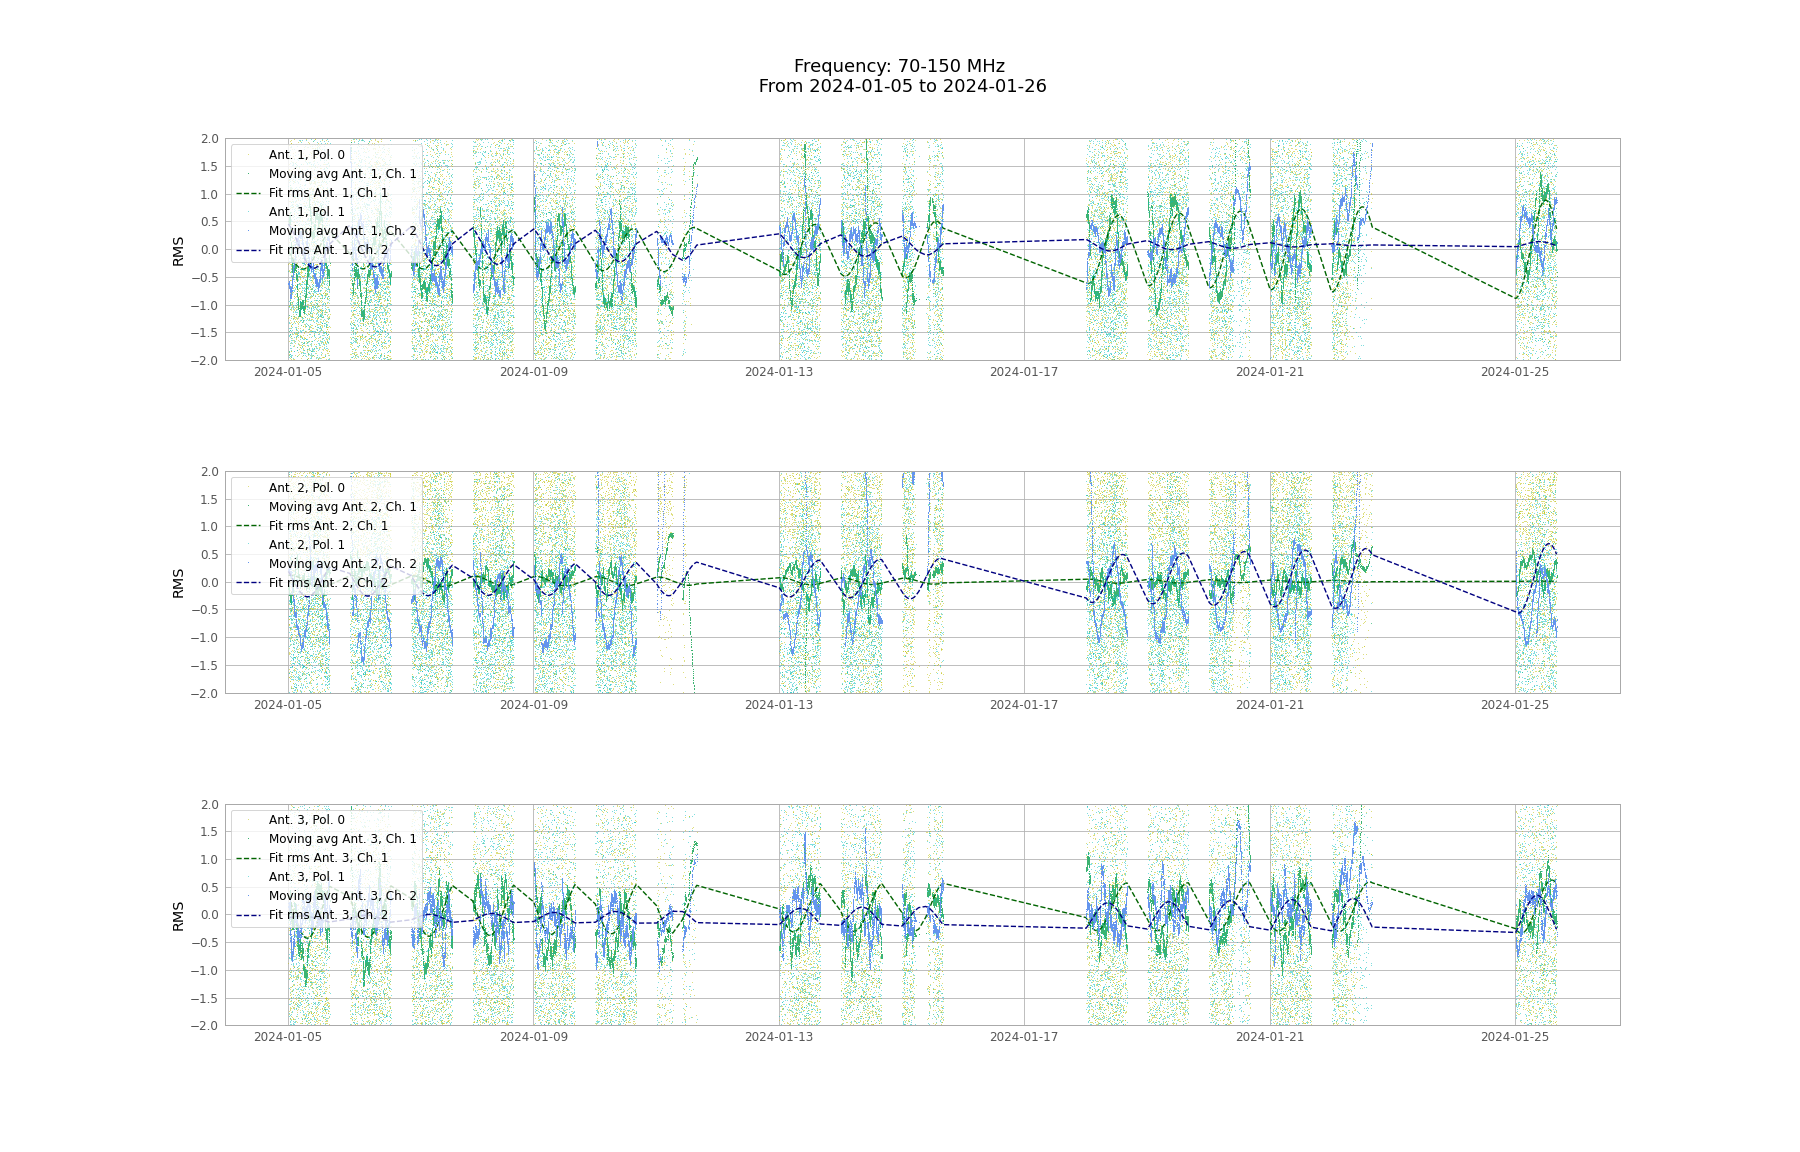 Frequency: 70-150 MHz
From 2024-01-05 to 2024-01-26
RMS
2.0
1.5
1.0
0.5
0.0
−0.5
−1.0
−1.5
−2.0
Ant. 1, Pol. 0
Moving avg Ant. 1, Ch. 1
Fit rms Ant. 1, Ch. 1
Ant. 1, Pol. 1
Moving avg Ant. 1, Ch. 2
Fit rms Ant. 1, Ch. 2
2024-01-05 2024-01-09 2024-01-13 2024-01-17 2024-01-21 2024-01-25
RMS
2.0
1.5
1.0
0.5
0.0
−0.5
−1.0
−1.5
−2.0
Ant. 2, Pol. 0
Moving avg Ant. 2, Ch. 1
Fit rms Ant. 2, Ch. 1
Ant. 2, Pol. 1
Moving avg Ant. 2, Ch. 2
Fit rms Ant. 2, Ch. 2
2024-01-05 2024-01-09 2024-01-13 2024-01-17 2024-01-21 2024-01-25
RMS
2.0
1.5
1.0
0.5
0.0
−0.5
−1.0
−1.5
−2.0
Ant. 3, Pol. 0
Moving avg Ant. 3, Ch. 1
Fit rms Ant. 3, Ch. 1
Ant. 3, Pol. 1
Moving avg Ant. 3, Ch. 2
Fit rms Ant. 3, Ch. 2
2024-01-05 2024-01-09 2024-01-13 2024-01-17 2024-01-21 2024-01-25